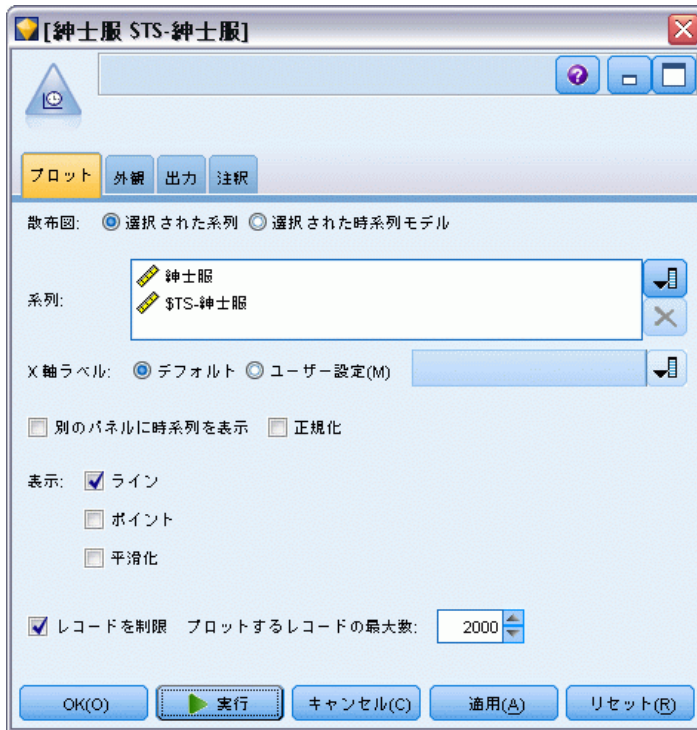 [紳士服 $TS-紳士服]
プロット 外観 出力 注釈
散布図: 選択された系列 選択された時系列モデル
系列: 紳士服
$TS-紳士服
X 軸ラベル: デフォルト ユーザー設定(M)
別のパネルに時系列を表示 正規化
表示: ライン
ポイント
平滑化
レコードを制限 プロットするレコードの最大数: 2000
OK(O) 実行 キャンセル(C) 適用(A) リセット(R)